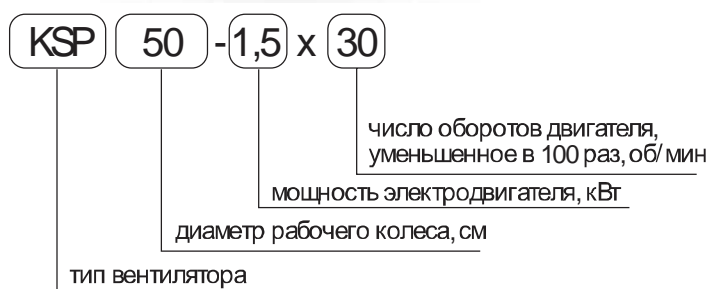 KSP 50 - 1,5 x 30
число оборотов двигателя,
уменьшенное в 100 раз, об/мин
мощность электродвигателя, кВт
диаметр рабочего колеса, см
тип вентилятора